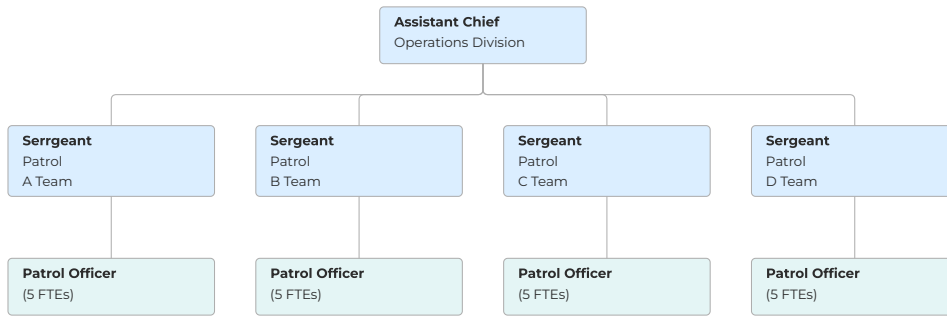 Assistant Chief
Operations Division
Serrgeant
Patrol
A Team
Sergeant
Patrol
B Team
Sergeant
Patrol
C Team
Sergeant
Patrol
D Team
Patrol Officer
(5 FTEs)
Patrol Officer
(5 FTEs)
Patrol Officer
(5 FTEs)
Patrol Officer
(5 FTEs)